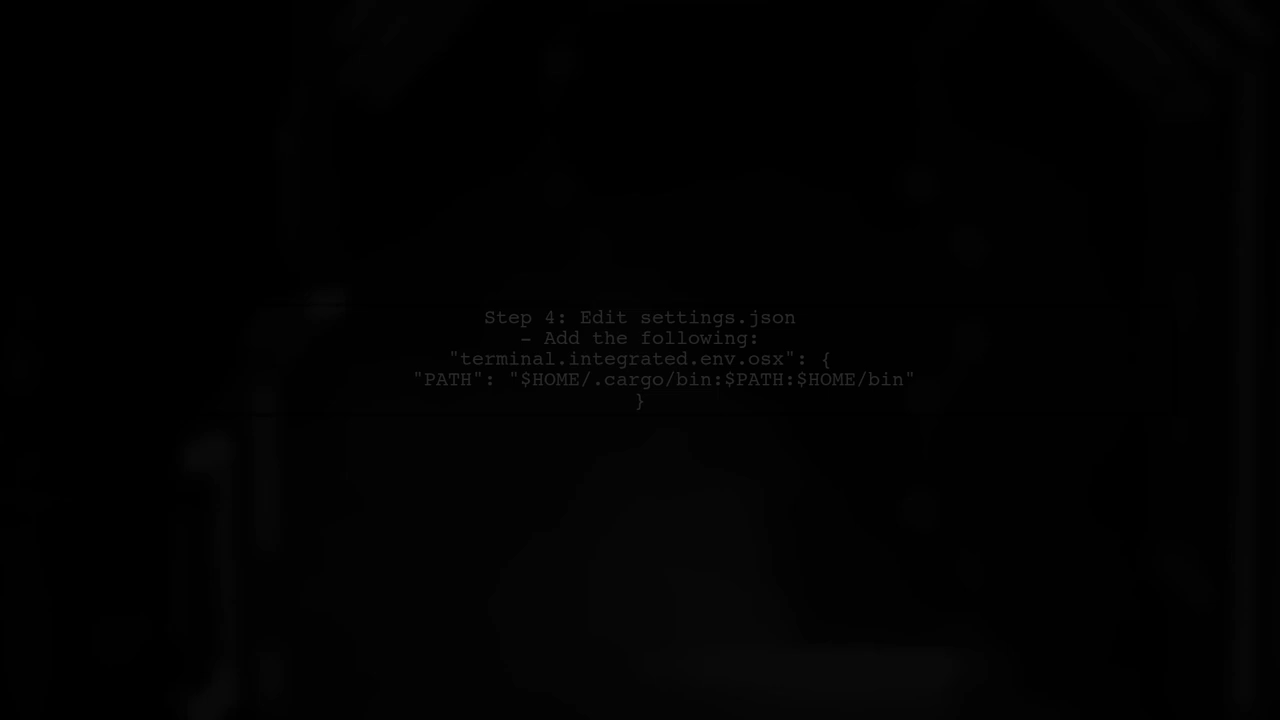 Step 4: Edit settings.json
- Add the following:
"terminal.integrated.env.osx": {
"PATH": "$HOME/.cargo/bin:$PATH:$HOME/bin"
}